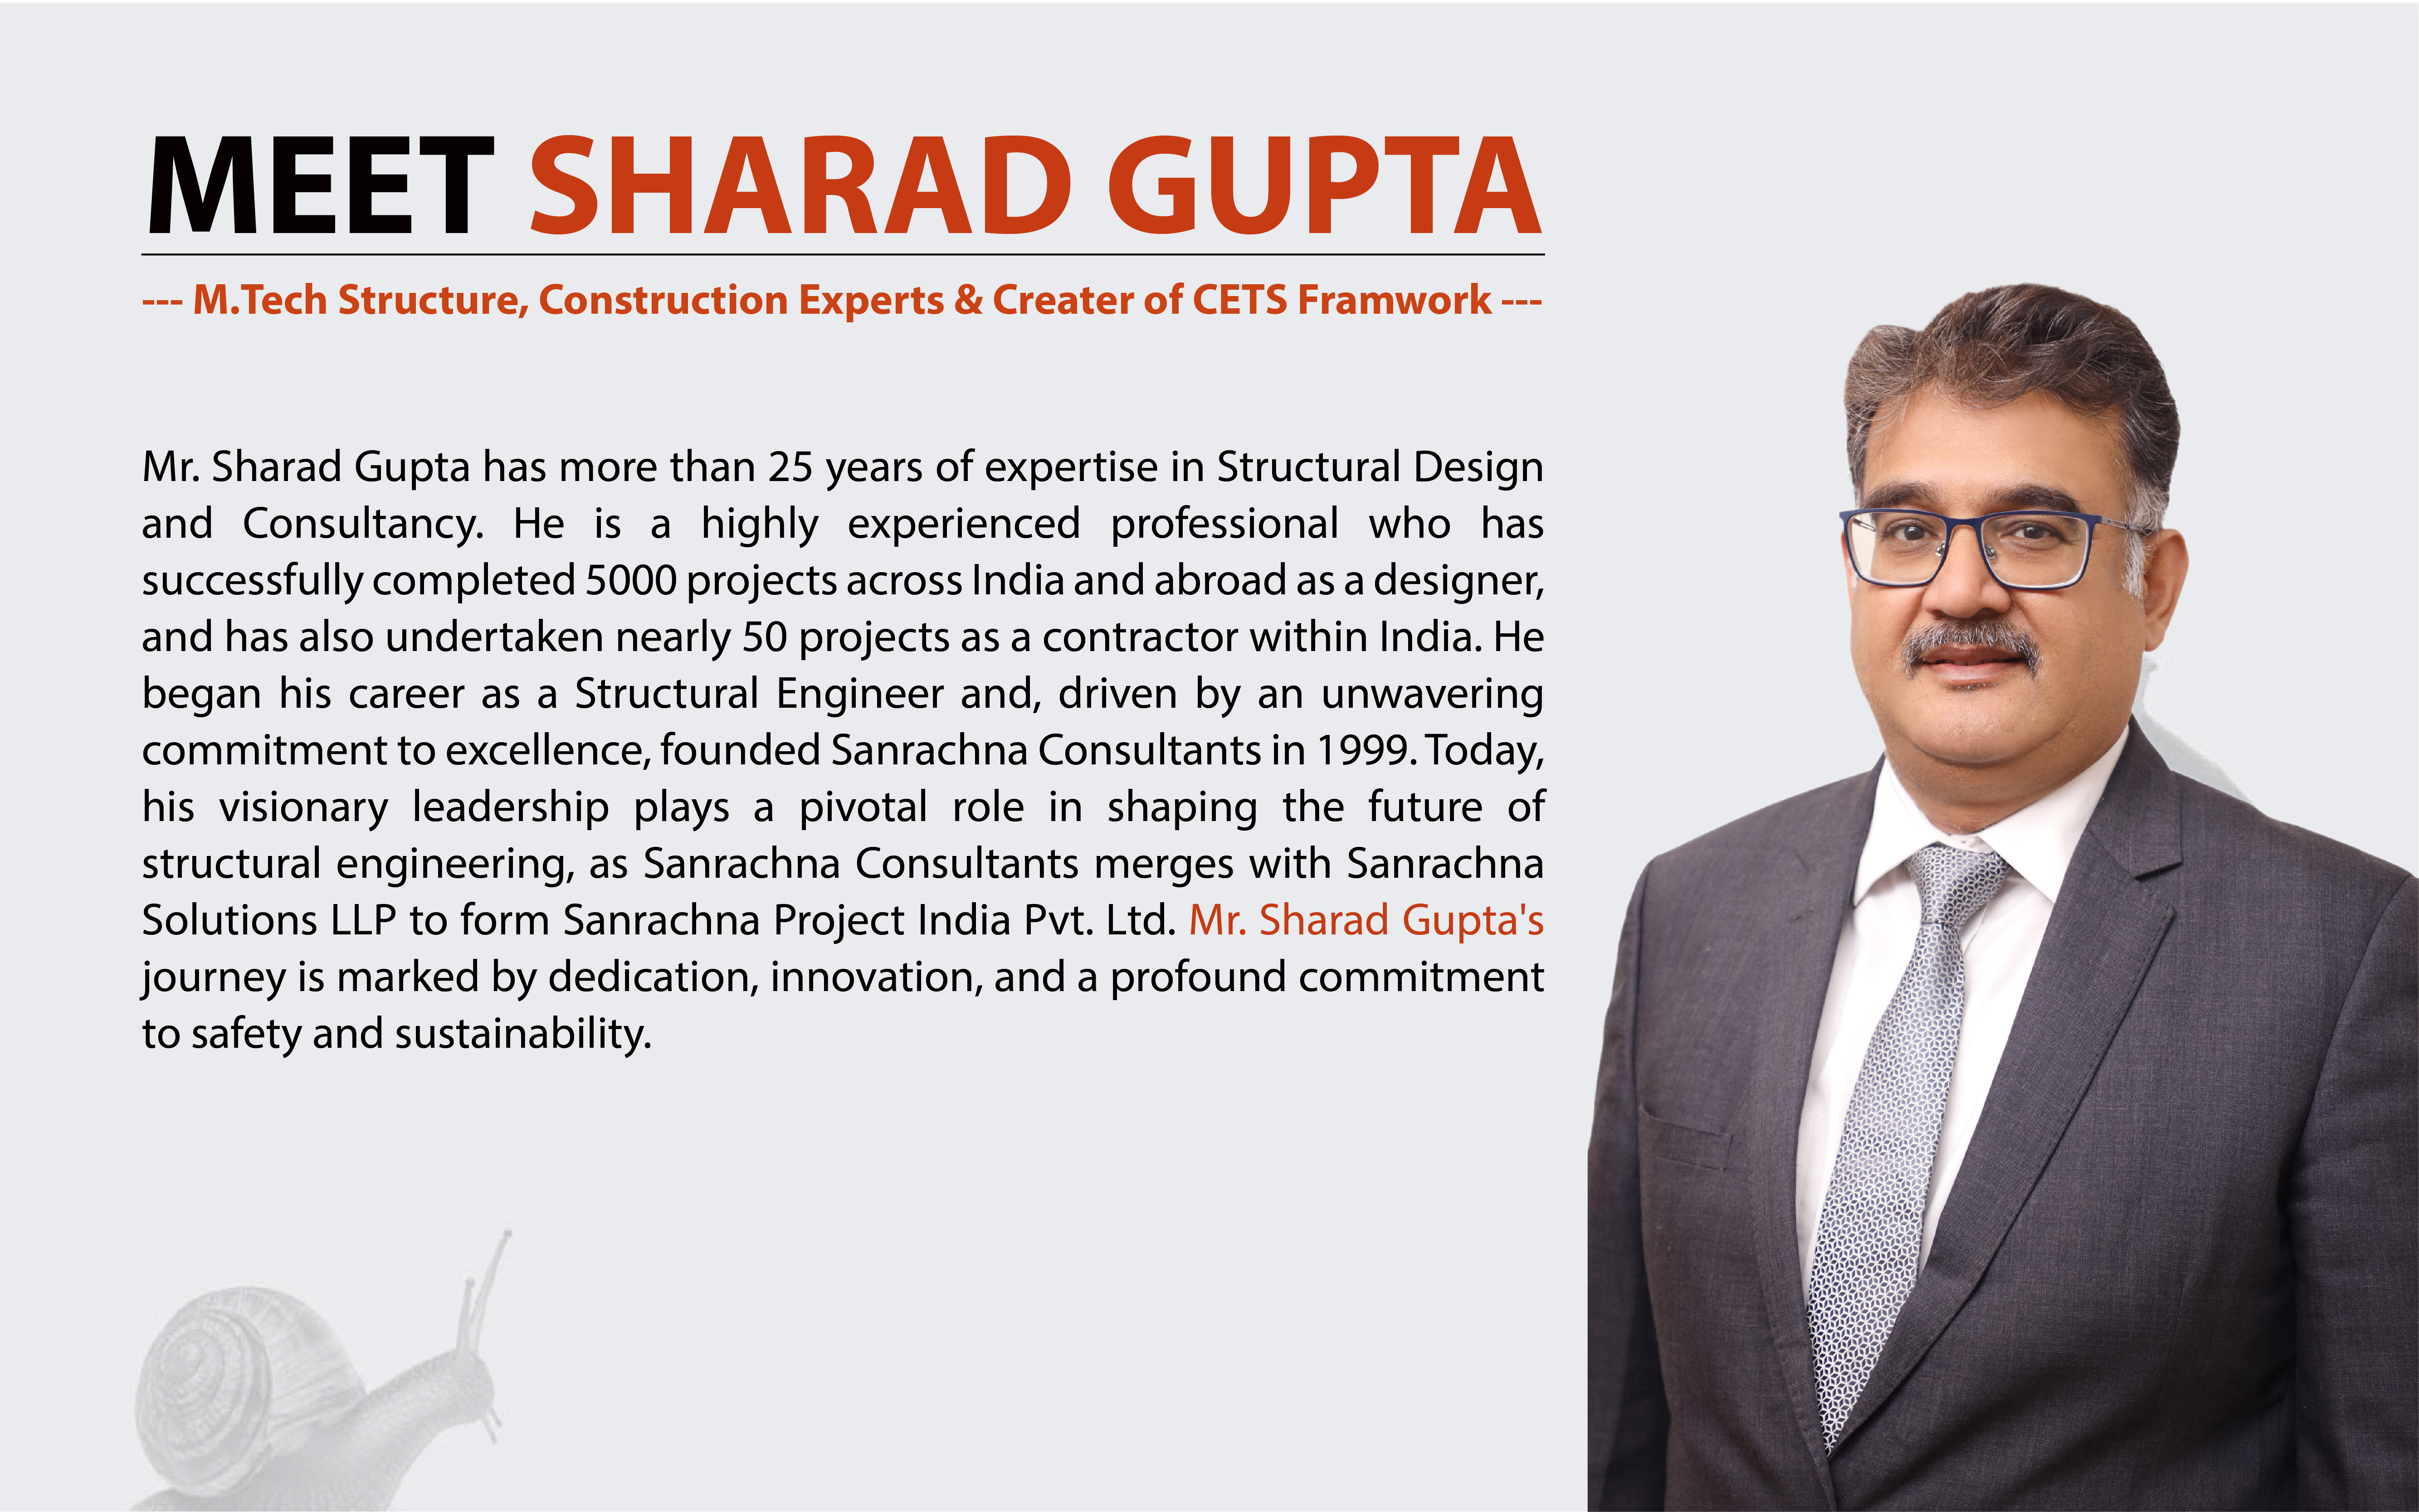 MEET SHARAD GUPTA
--- M.Tech Structure, Construction Experts & Creater of CETS Framwork ---
Mr. Sharad Gupta has more than 25 years of expertise in Structural Design
and Consultancy. He is a highly experienced professional who has
successfully completed 5000 projects across India and abroad as a designer,
and has also undertaken nearly 50 projects as a contractor within India. He
began his career as a Structural Engineer and, driven by an unwavering
commitment to excellence, founded Sanrachna Consultants in 1999. Today,
his visionary leadership plays a pivotal role in shaping the future of
structural engineering, as Sanrachna Consultants merges with Sanrachna
Solutions LLP to form Sanrachna Project India Pvt. Ltd. Mr. Sharad Gupta's
journey is marked by dedication, innovation, and a profound commitment
to safety and sustainability.